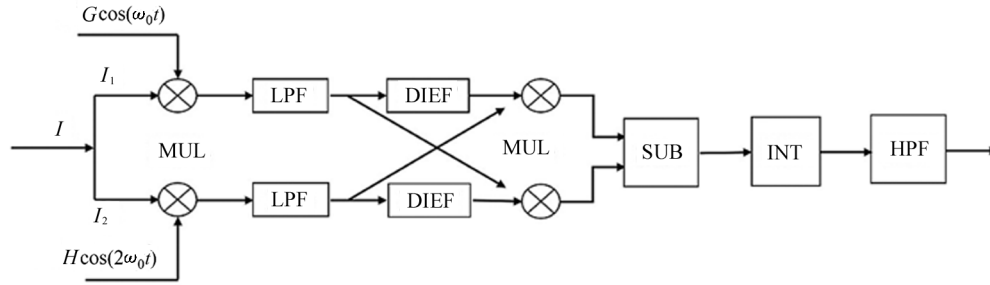 Gcos(ω₀t)
I₁
LPF
DIEF
I
MUL
MUL
SUB
INT
HPF
I₂
LPF
DIEF
Hcos(2ω₀t)